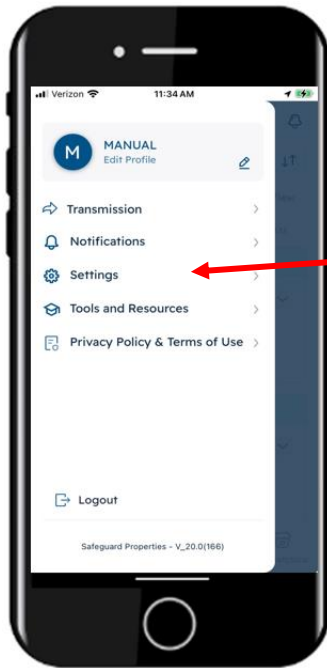 Verizon 11:34 AM
M
MANUAL
Edit Profile
Transmission
Notifications
Settings
Tools and Resources
Privacy Policy & Terms of Use
Logout
Safeguard Properties - V_20.0(166)